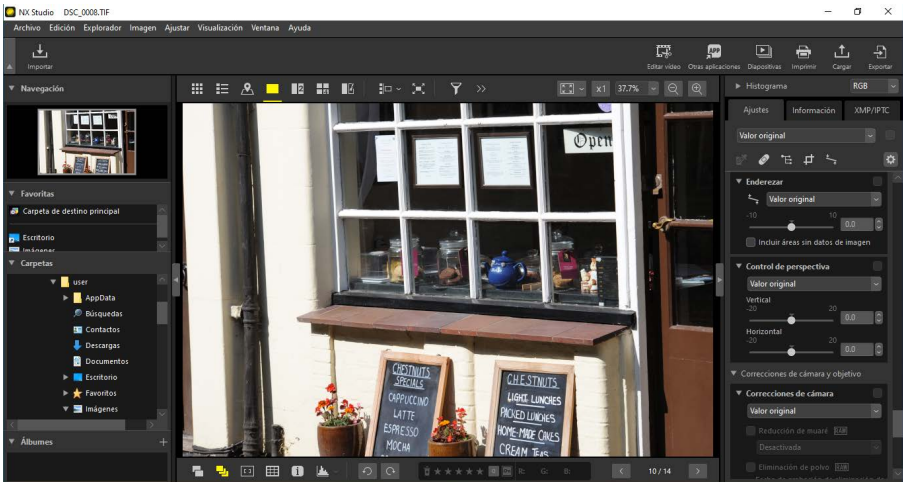 NX Studio DSC_0008.TIF
Archivo Edición Explorador Imagen Ajustar Visualización Ventana Ayuda
Importar
Editar vídeo Otras aplicaciones Diapositivas Imprimir Cargar Exportar
APP
Navegación
x1 37.7%
Histograma RGB
Ajustes Información XMP/IPTC
Valor original
Favoritas
Carpeta de destino principal
Escritorio
Imágenes
Carpetas
user
AppData
Búsquedas
Contactos
Descargas
Documentos
Escritorio
Favoritos
Imágenes
Álbumes
Open
CHESTNUTS
SPECIALS
CAPPUCCINO
LATTE
ESPRESSO
MOCHA
CHESTNUTS
LIGHT LUNCHES
PACKED LUNCHES
HOME-MADE CAKES
CREAM TEAS
R: G: B:
10/14
Enderezar
Valor original
-10 10
0.0
Incluir áreas sin datos de imagen
Control de perspectiva
Valor original
Vertical
-20 20
0.0
Horizontal
-20 20
0.0
Correcciones de cámara y objetivo
Correcciones de cámara
Valor original
Reducción de muaré RAW
Desactivada
Eliminación de polvo RAW